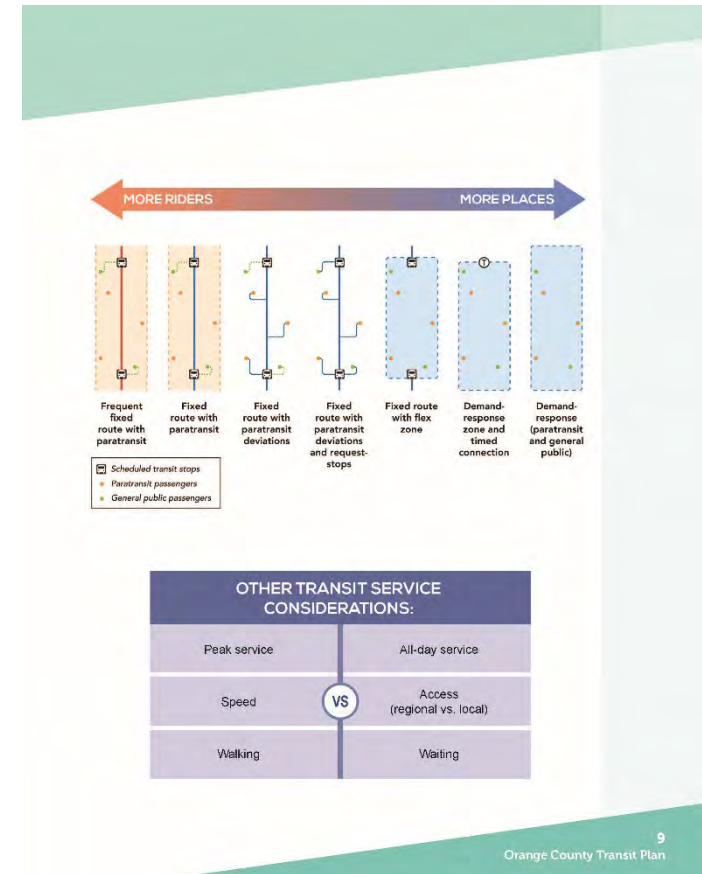 MORE RIDERS
MORE PLACES
T
Frequent
fixed
route with
paratransit
Fixed
route with
paratransit
Fixed
route with
paratransit
deviations
Fixed
route with
paratransit
deviations
and request-
stops
Fixed route
with flex
zone
Demand-
response
zone and
timed
connection
Demand-
response
(paratransit
and general
public)
Scheduled transit stops
Paratransit passengers
General public passengers
OTHER TRANSIT SERVICE
CONSIDERATIONS:
Peak service
All-day service
Speed
VS
Access
(regional vs. local)
Walking
Waiting
9
Orange County Transit Plan